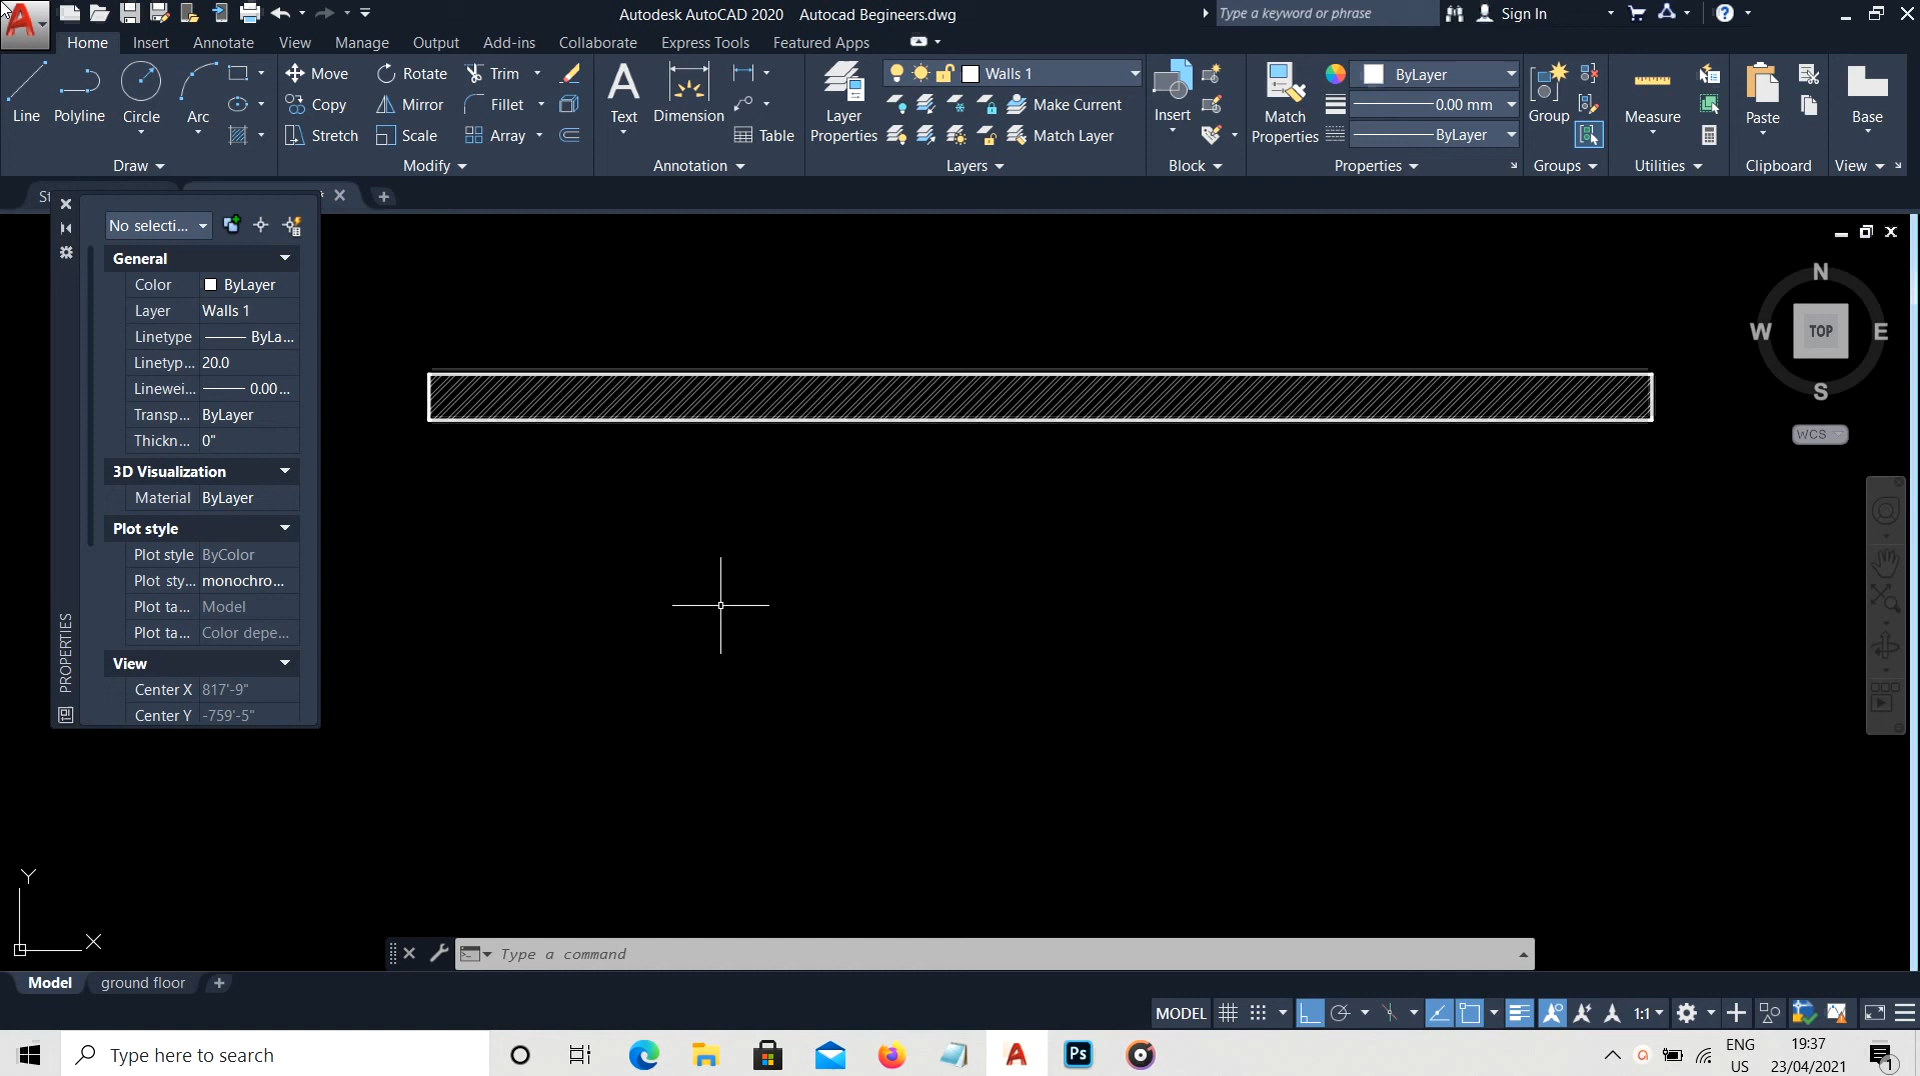 Autodesk AutoCAD 2020 Autocad Begineers.dwg
Type a keyword or phrase
Sign In
Home Insert Annotate View Manage Output Add-ins Collaborate Express Tools Featured Apps
Line Polyline Circle Arc
Draw
Move Rotate Trim
Copy Mirror Fillet
Stretch Scale Array
Modify
Text Dimension Table
Annotation
Layer Properties
Walls 1
Make Current
Match Layer
Layers
Insert
Block
Match Properties
ByLayer
0.00 mm
ByLayer
Properties
Group
Groups
Measure
Utilities
Paste
Clipboard
Base
View
St
No selecti...
General
Color ByLayer
Layer Walls 1
Linetype ByLa...
Linetyp... 20.0
Linewei... 0.00...
Transp... ByLayer
Thickn... 0"
3D Visualization
Material ByLayer
Plot style
Plot style ByColor
Plot sty... monochro...
Plot ta... Model
Plot ta... Color depe...
View
Center X 817'-9"
Center Y -759'-5"
PROPERTIES
N
W TOP E
S
WCS
Y
X
Type a command
Model ground floor
MODEL
1:1
Type here to search
Ps
ENG
US
19:37
23/04/2021
1